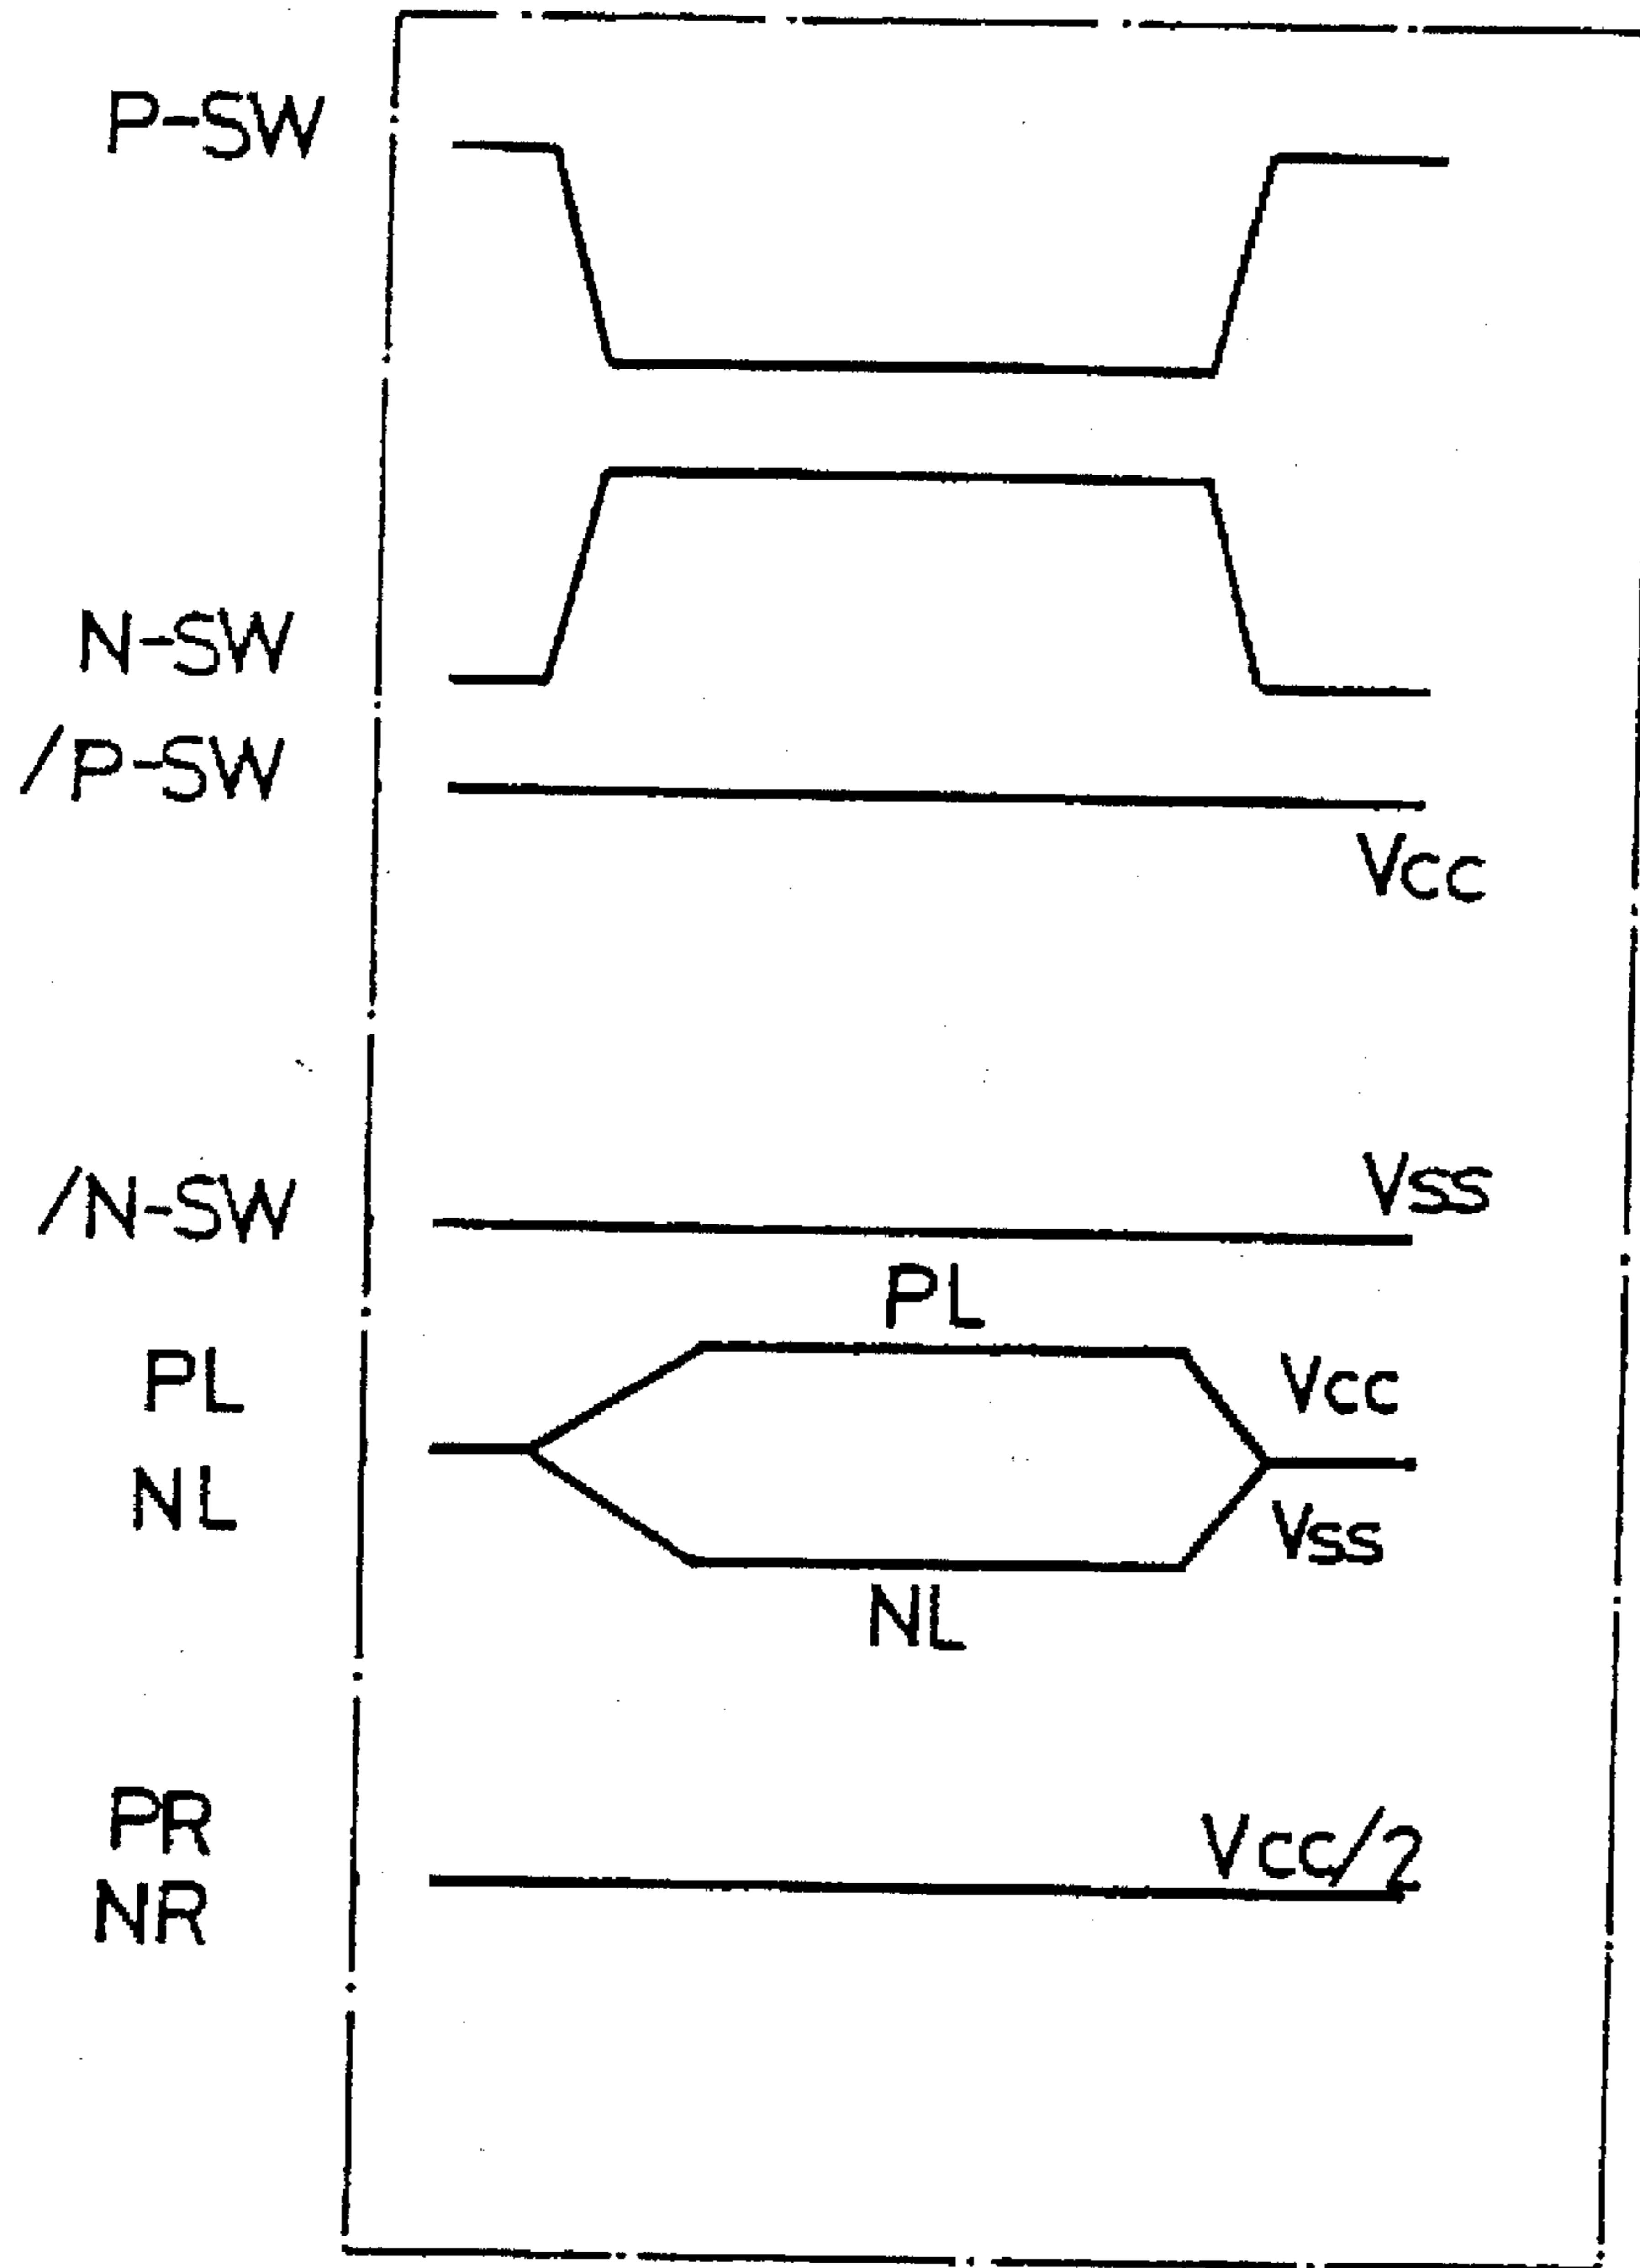 P-SW
N-SW
/P-SW
Vcc
/N-SW
Vss
PL
PL
Vcc
NL
Vss
NL
PR
Vcc/2
NR